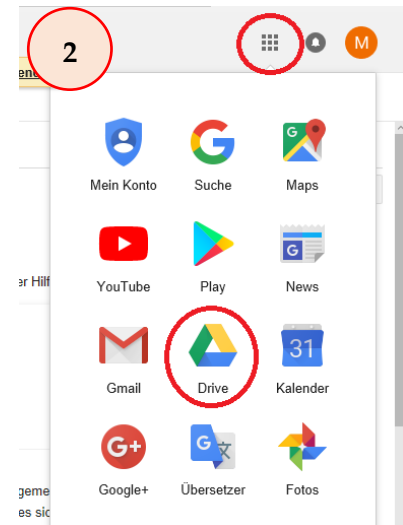 2
M
Mein Konto Suche Maps
er Hilf
YouTube Play News
31
Gmail Drive Kalender
G+
Google+ Übersetzer Fotos
geme
es sic